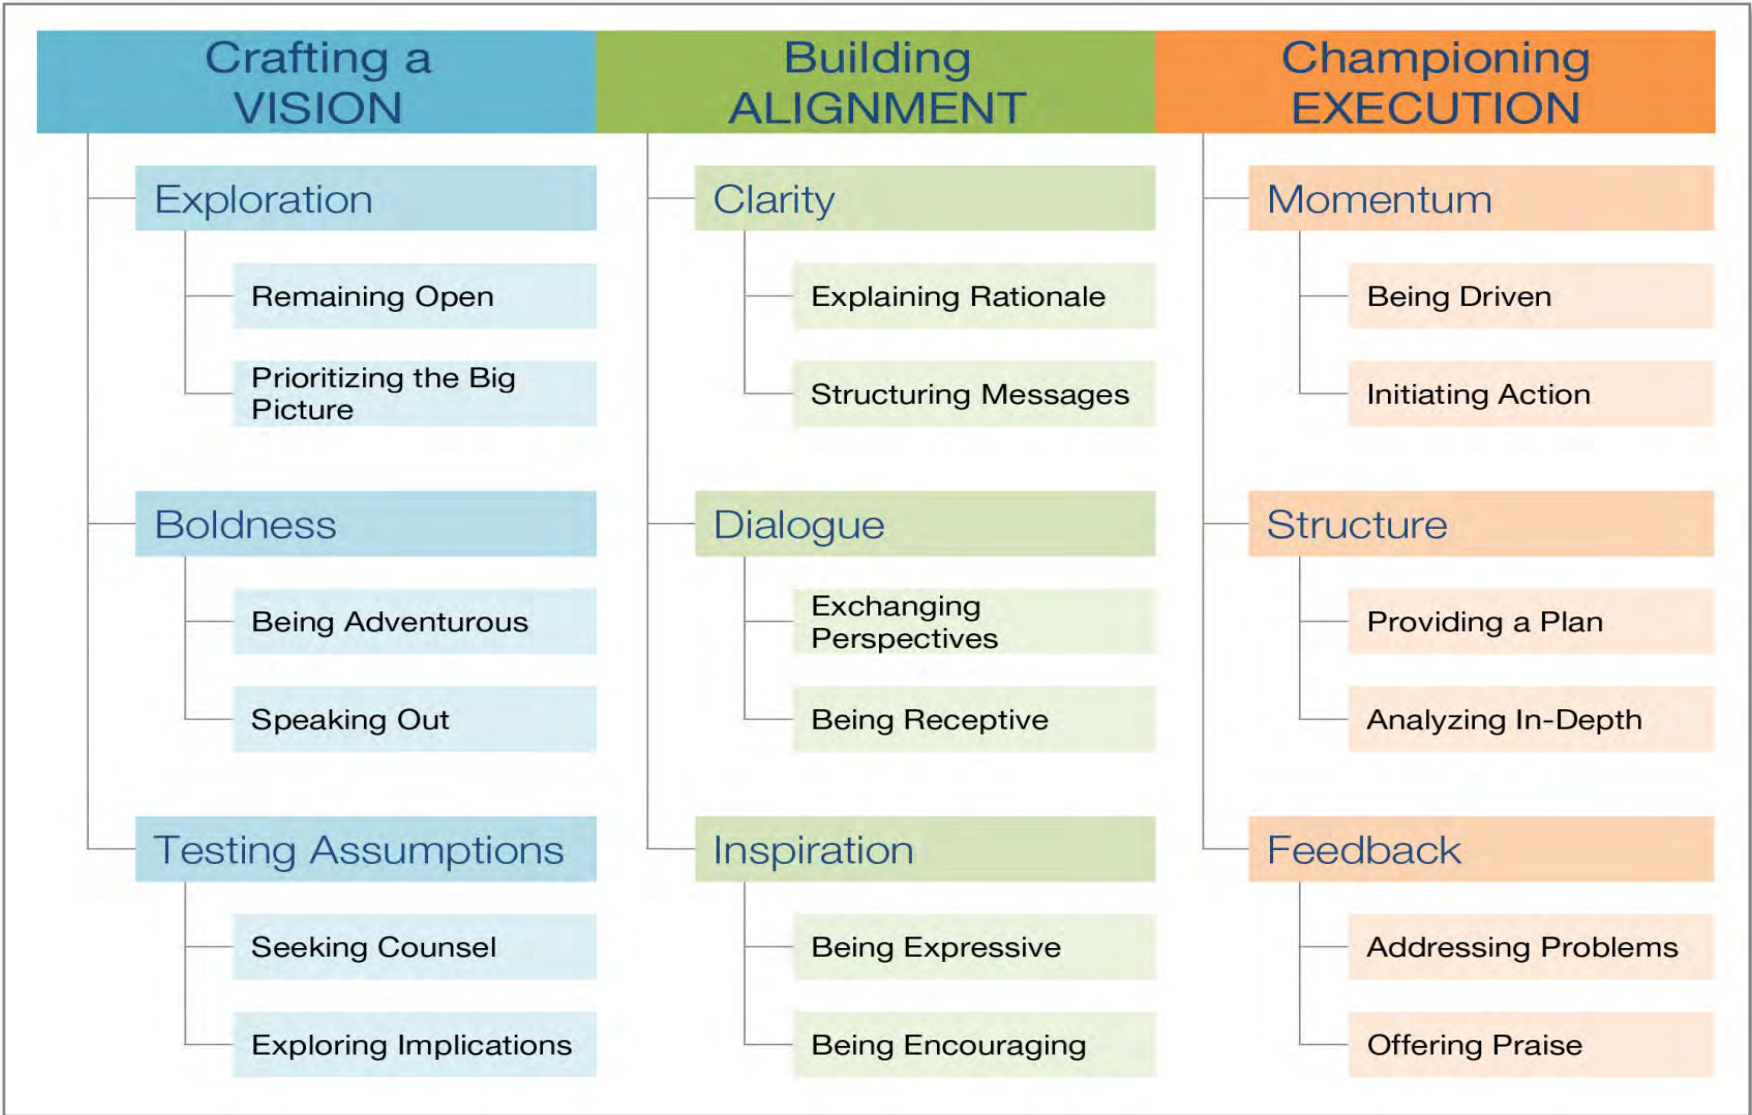 Crafting a
VISION
Exploration
Remaining Open
Prioritizing the Big
Picture
Boldness
Being Adventurous
Speaking Out
Testing Assumptions
Seeking Counsel
Exploring Implications
Building
ALIGNMENT
Clarity
Explaining Rationale
Structuring Messages
Dialogue
Exchanging
Perspectives
Being Receptive
Inspiration
Being Expressive
Being Encouraging
Championing
EXECUTION
Momentum
Being Driven
Initiating Action
Structure
Providing a Plan
Analyzing In-Depth
Feedback
Addressing Problems
Offering Praise